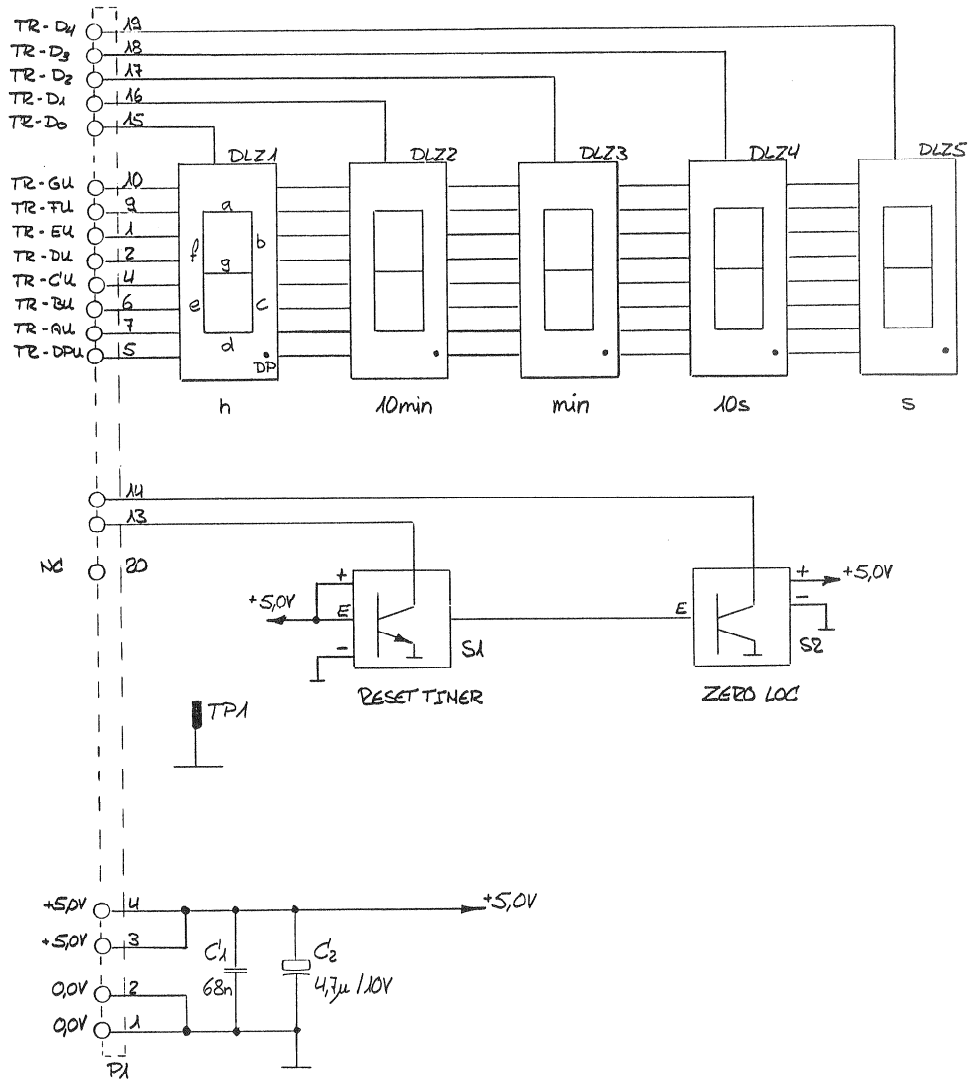 TR-D4 19
TR-D3 18
TR-D2 17
TR-D1 16
TR-D0 15
DLZ1 DLZ2 DLZ3 DLZ4 DLZ5
TR-GU 10
TR-FU 9
TR-EU 1
TR-DU 2
TR-CU 4
TR-BU 6
TR-AU 7
TR-DPU 5
a
f b
g
e c
d
DP
h 10min min 10s s
14
13
NC 20
+5,0V + E - S1
RESET TIMER
E + +5,0V - S2
ZERO LOC
TP1
+5,0V 4 +5,0V
+5,0V 3
C1 C2
68n 4,7µ/10V
0,0V 2
0,0V 1
P1